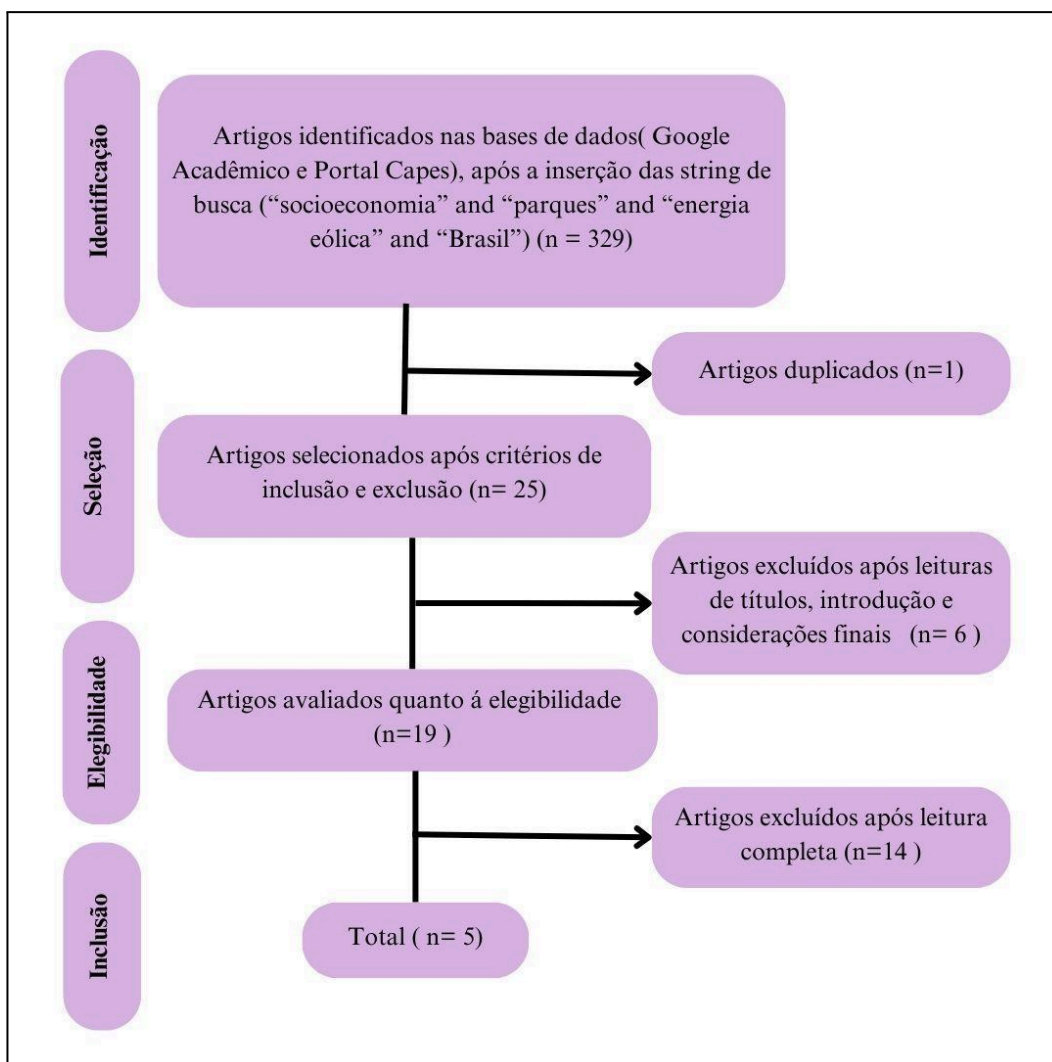 Identificação
Artigos identificados nas bases de dados( Google
Acadêmico e Portal Capes), após a inserção das string de
busca (“socioeconomia” and “parques” and “energia
eólica” and “Brasil”) (n = 329)
Artigos duplicados (n=1)
Seleção
Artigos selecionados após critérios de
inclusão e exclusão (n= 25)
Artigos excluídos após leituras
de títulos, introdução e
considerações finais (n= 6 )
Elegibilidade
Artigos avaliados quanto á elegibilidade
(n=19 )
Artigos excluídos após leitura
completa (n=14 )
Inclusão
Total ( n= 5)